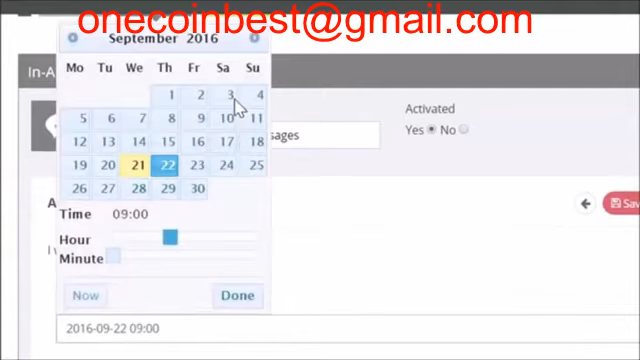 onecoinbest@gmail.com
September 2016
In-A
Mo Tu We Th Fr Sa Su
1 2 3 4
5 6 7 8 9 10 11
12 13 14 15 16 17 18
19 20 21 22 23 24 25
26 27 28 29 30
Activated
Yes No
sages
A
Sav
Time 09:00
Hour
Minute
Now Done
2016-09-22 09:00